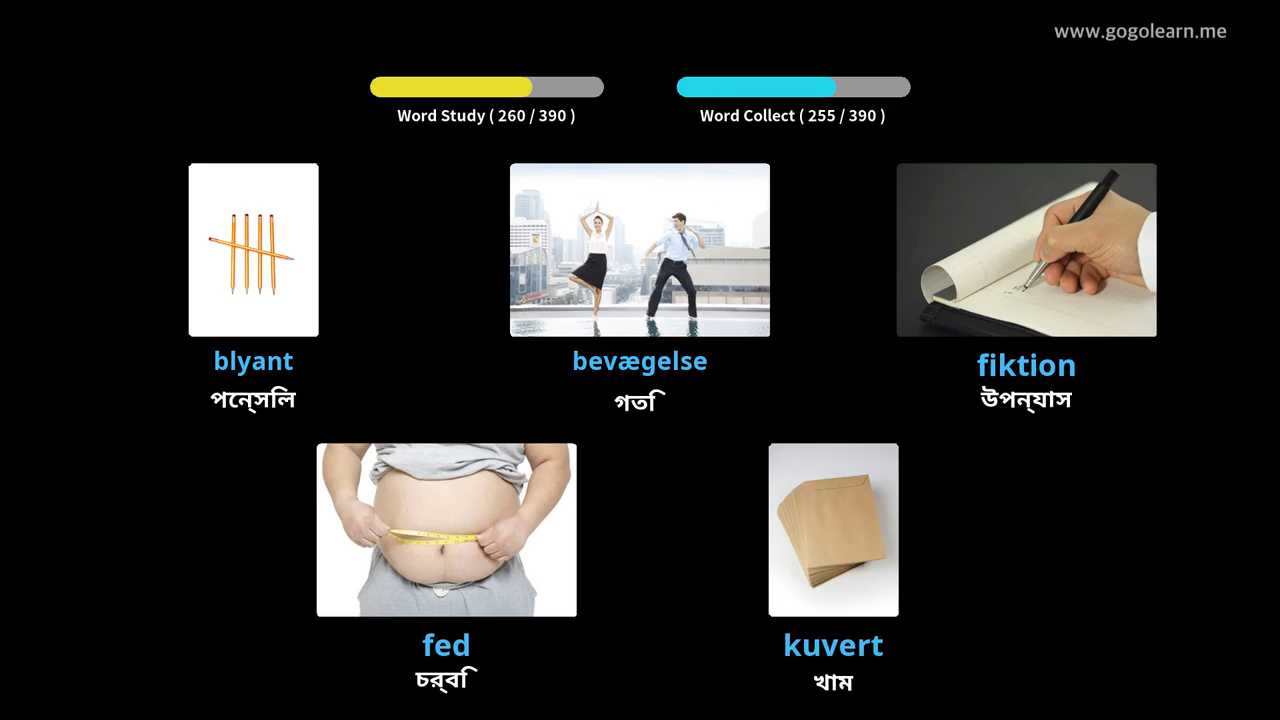 www.gogolearn.me
Word Study ( 260 / 390 )
Word Collect ( 255 / 390 )
blyant
bevægelse
fiktion
পেন্সিল
গতি
উপন্যাস
fed
kuvert
চর্বি
খাম